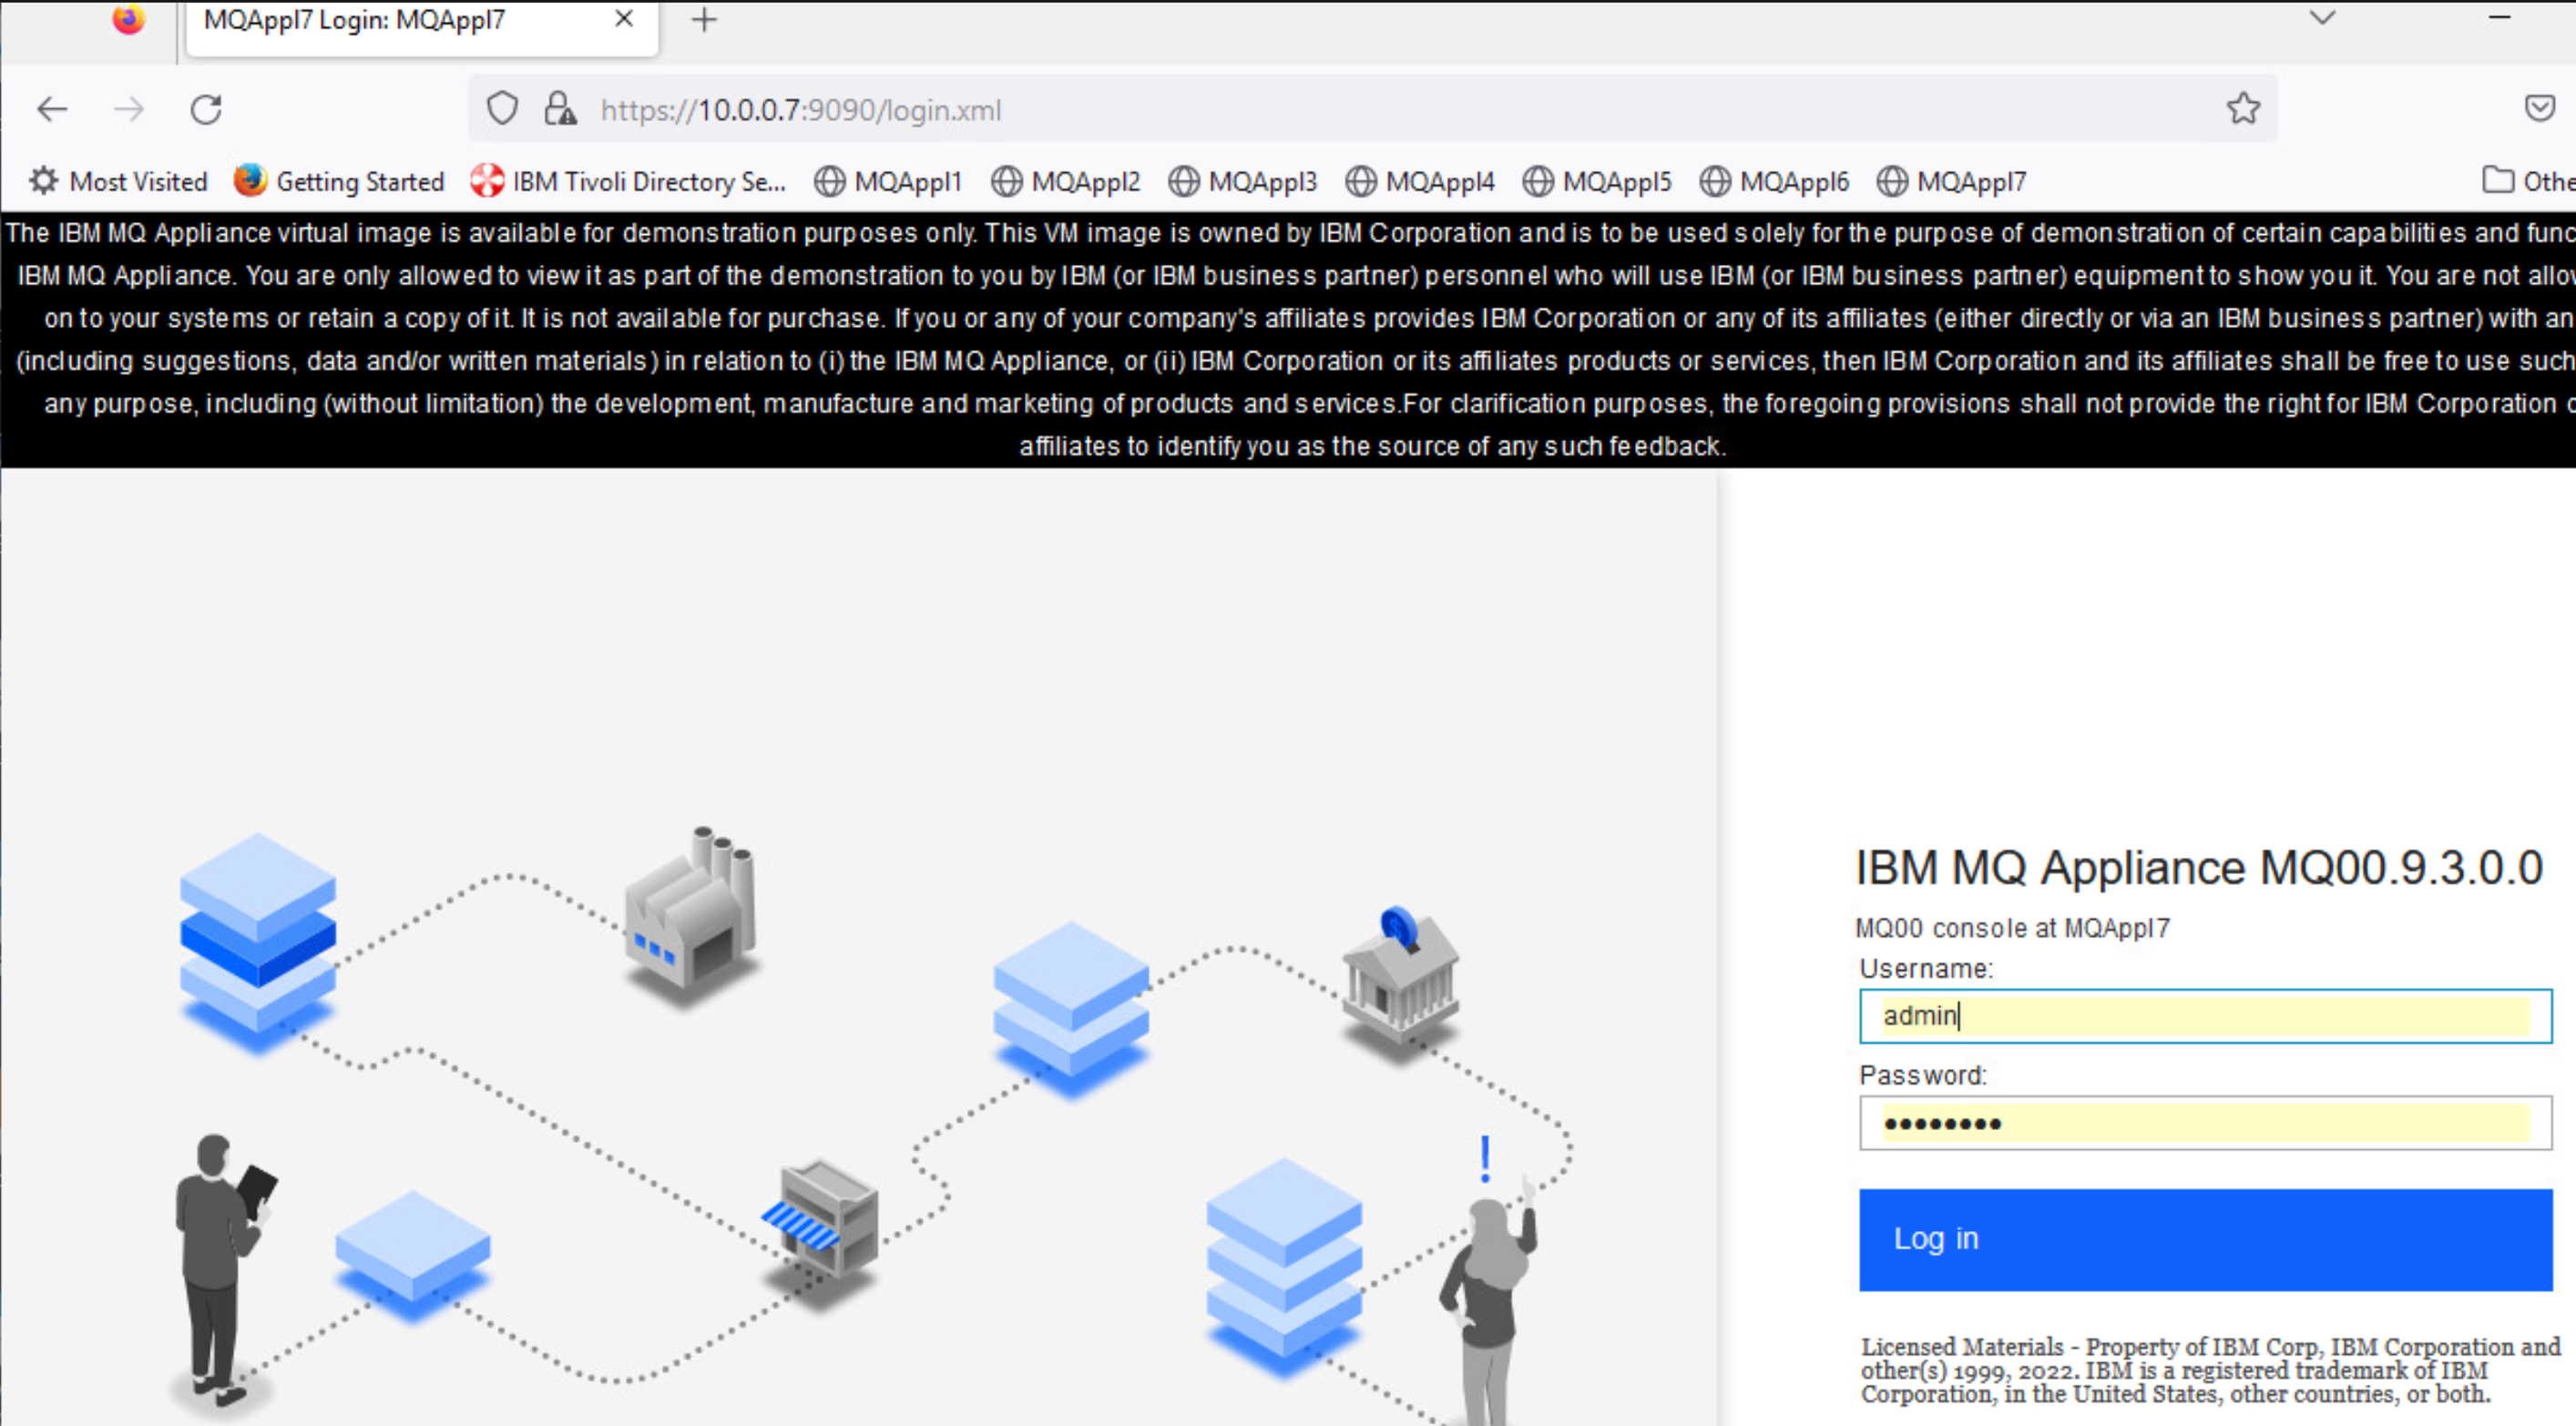 MQAppl7 Login: MQAppl7
https://10.0.0.7:9090/login.xml
Most Visited Getting Started IBM Tivoli Directory Se... MQAppl1 MQAppl2 MQAppl3 MQAppl4 MQAppl5 MQAppl6 MQAppl7 Othe
The IBM MQ Appliance virtual image is available for demonstration purposes only. This VM image is owned by IBM Corporation and is to be used solely for the purpose of demonstration of certain capabilities and func
IBM MQ Appliance. You are only allowed to view it as part of the demonstration to you by IBM (or IBM business partner) personnel who will use IBM (or IBM business partner) equipment to show you it. You are not allow
on to your systems or retain a copy of it. It is not available for purchase. If you or any of your company's affiliates provides IBM Corporation or any of its affiliates (either directly or via an IBM business partner) with an
(including suggestions, data and/or written materials) in relation to (i) the IBM MQ Appliance, or (ii) IBM Corporation or its affiliates products or services, then IBM Corporation and its affiliates shall be free to use such
any purpose, including (without limitation) the development, manufacture and marketing of products and services.For clarification purposes, the foregoing provisions shall not provide the right for IBM Corporation o
affiliates to identify you as the source of any such feedback.
IBM MQ Appliance MQ00.9.3.0.0
MQ00 console at MQAppl7
Username:
admin
Password:
Log in
Licensed Materials - Property of IBM Corp, IBM Corporation and
other(s) 1999, 2022. IBM is a registered trademark of IBM
Corporation, in the United States, other countries, or both.